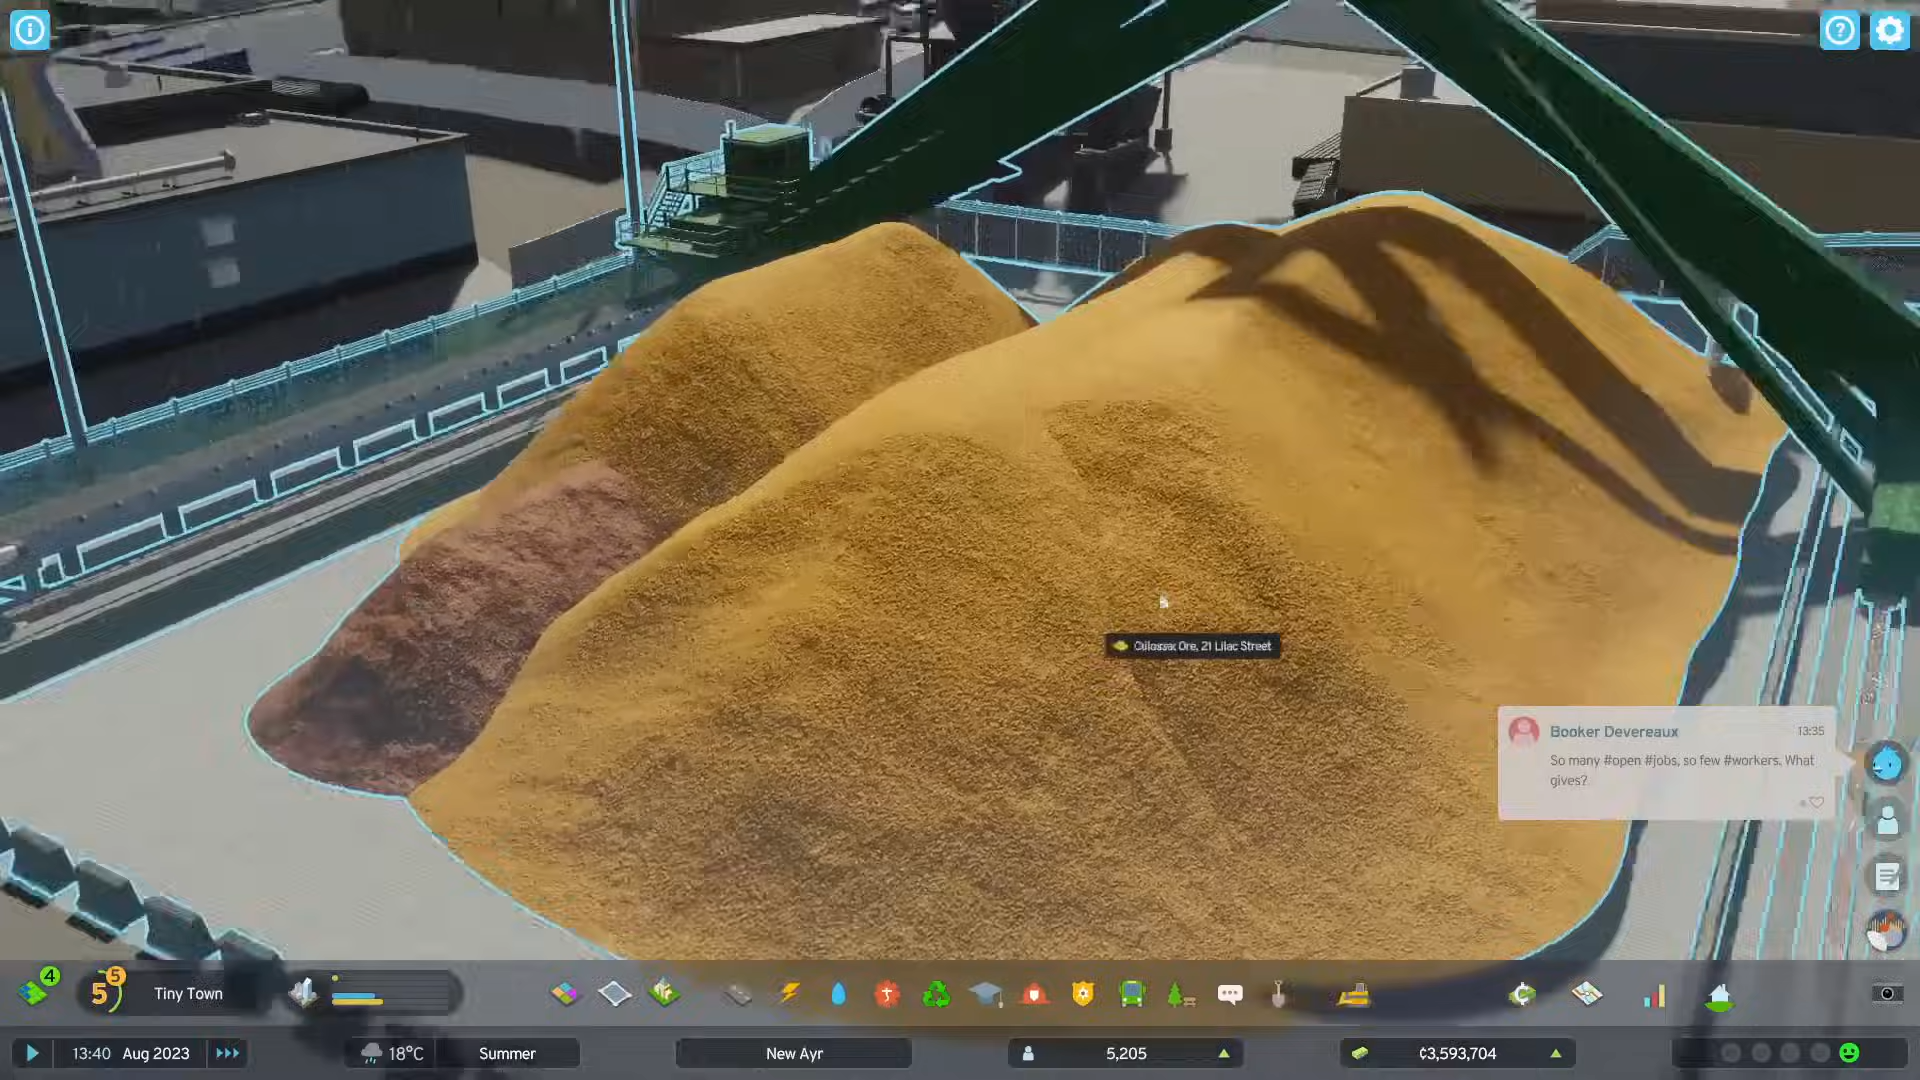 Ore, 21 Lilac Street
Booker Devereaux
13:35
So many #open #jobs, so few #workers. What
gives?
4
5
5
Tiny Town
13:40 Aug 2023
18°C
Summer
New Ayr
5,205
¢3,593,704